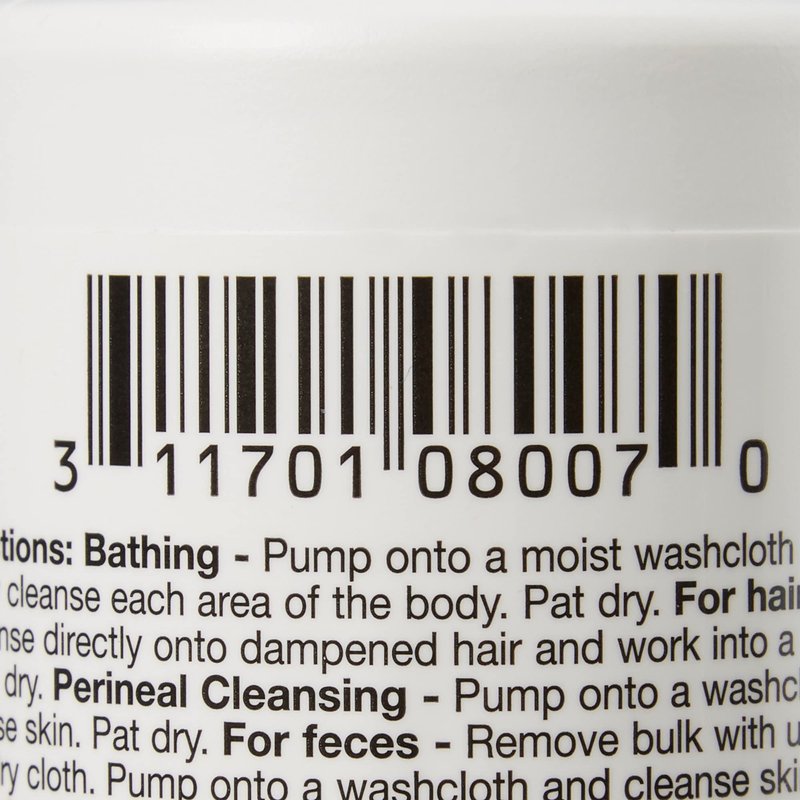 3 11701 08007 0
tions: Bathing - Pump onto a moist washcloth
cleanse each area of the body. Pat dry. For hair
nse directly onto dampened hair and work into a
dry. Perineal Cleansing - Pump onto a washc
se skin. Pat dry. For feces - Remove bulk with u
ry cloth. Pump onto a washcloth and cleanse ski